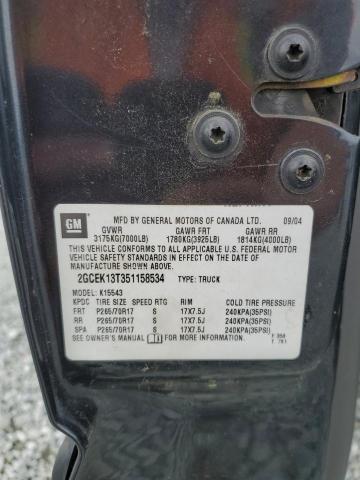 GM
MFD BY GENERAL MOTORS OF CANADA LTD. 09/04
GVWR GAWR FRT GAWR RR
3175KG(7000LB) 1780KG(3925LB) 1814KG(4000LB)
THIS VEHICLE CONFORMS TO ALL APPLICABLE U.S. FEDERAL MOTOR
VEHICLE SAFETY AND THEFT PREVENTION STANDARDS IN EFFECT ON THE DATE
OF MANUFACTURE SHOWN ABOVE.
2GCEK13T351158534 TYPE: TRUCK
MODEL: K15543
KPDC TIRE SIZE SPEED RTG RIM COLD TIRE PRESSURE
FRT P265/70R17 S 17X7.5J 240KPA(35PSI)
RR P265/70R17 S 17X7.5J 240KPA(35PSI)
SPA P265/70R17 S 17X7.5J 240KPA(35PSI)
SEE OWNER'S MANUAL FOR MORE INFORMATION.